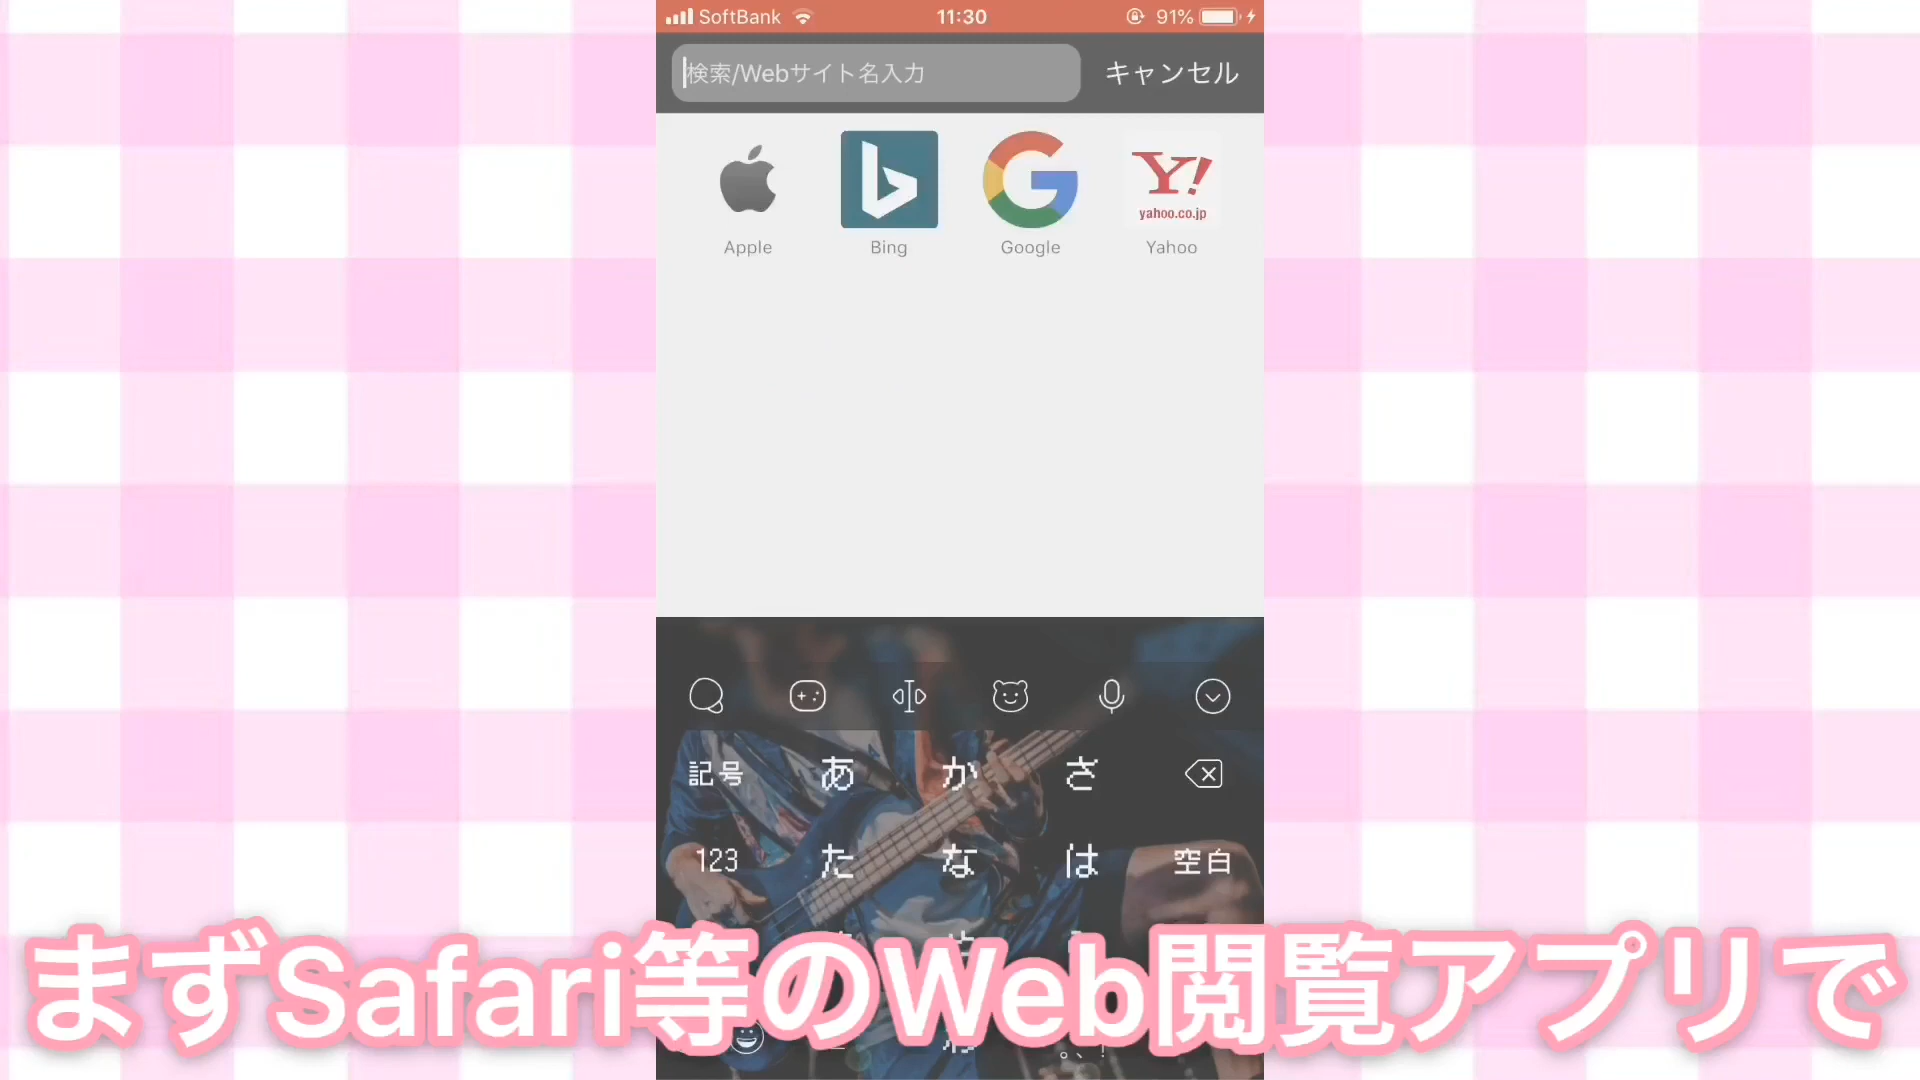 SoftBank 11:30 91%
検索/Webサイト名入力 キャンセル
yahoo.co.jp
Apple Bing Google Yahoo
記号 あ か さ
123 た な は 空白
まずSafari等のWeb閲覧アプリで